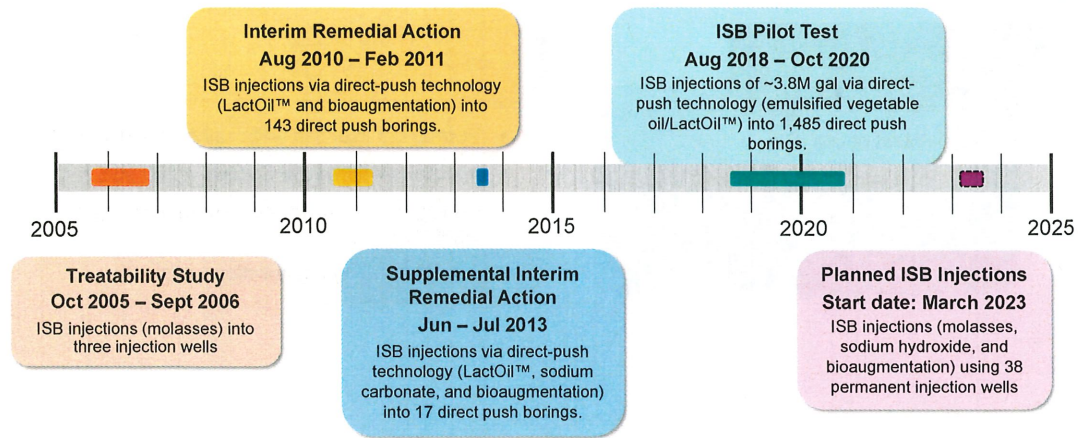 Interim Remedial Action
Aug 2010 – Feb 2011
ISB injections via direct-push technology
(LactOil™ and bioaugmentation) into
143 direct push borings.
ISB Pilot Test
Aug 2018 – Oct 2020
ISB injections of ~3.8M gal via direct-
push technology (emulsified vegetable
oil/LactOil™) into 1,485 direct push
borings.
2005
2010
2015
2020
2025
Treatability Study
Oct 2005 – Sept 2006
ISB injections (molasses) into
three injection wells
Supplemental Interim
Remedial Action
Jun – Jul 2013
ISB injections via direct-push
technology (LactOil™, sodium
carbonate, and bioaugmentation)
into 17 direct push borings.
Planned ISB Injections
Start date: March 2023
ISB injections (molasses,
sodium hydroxide, and
bioaugmentation) using 38
permanent injection wells